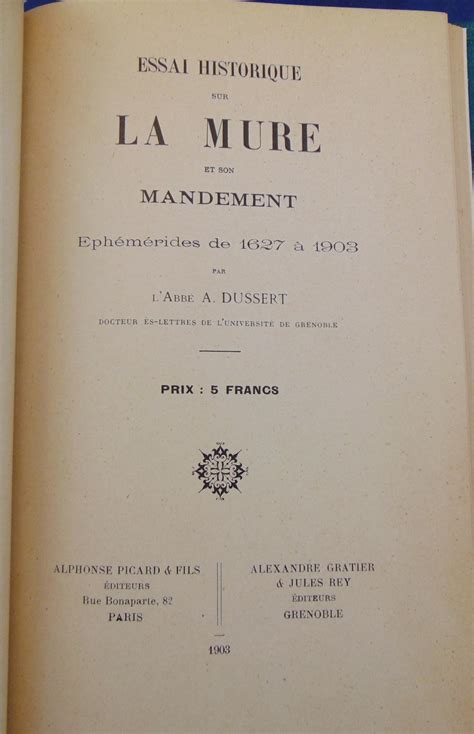 ESSAI HISTORIQUE
SUR
LA MURE
ET SON
MANDEMENT
Ephémérides de 1627 à 1903
PAR
L'ABBÉ A. DUSSERT
DOCTEUR ÈS-LETTRES DE L'UNIVERSITÉ DE GRENOBLE
PRIX : 5 FRANCS
ALPHONSE PICARD & FILS
ÉDITEURS
Rue Bonaparte, 82
PARIS
ALEXANDRE GRATIER
& JULES REY
ÉDITEURS
GRENOBLE
1903